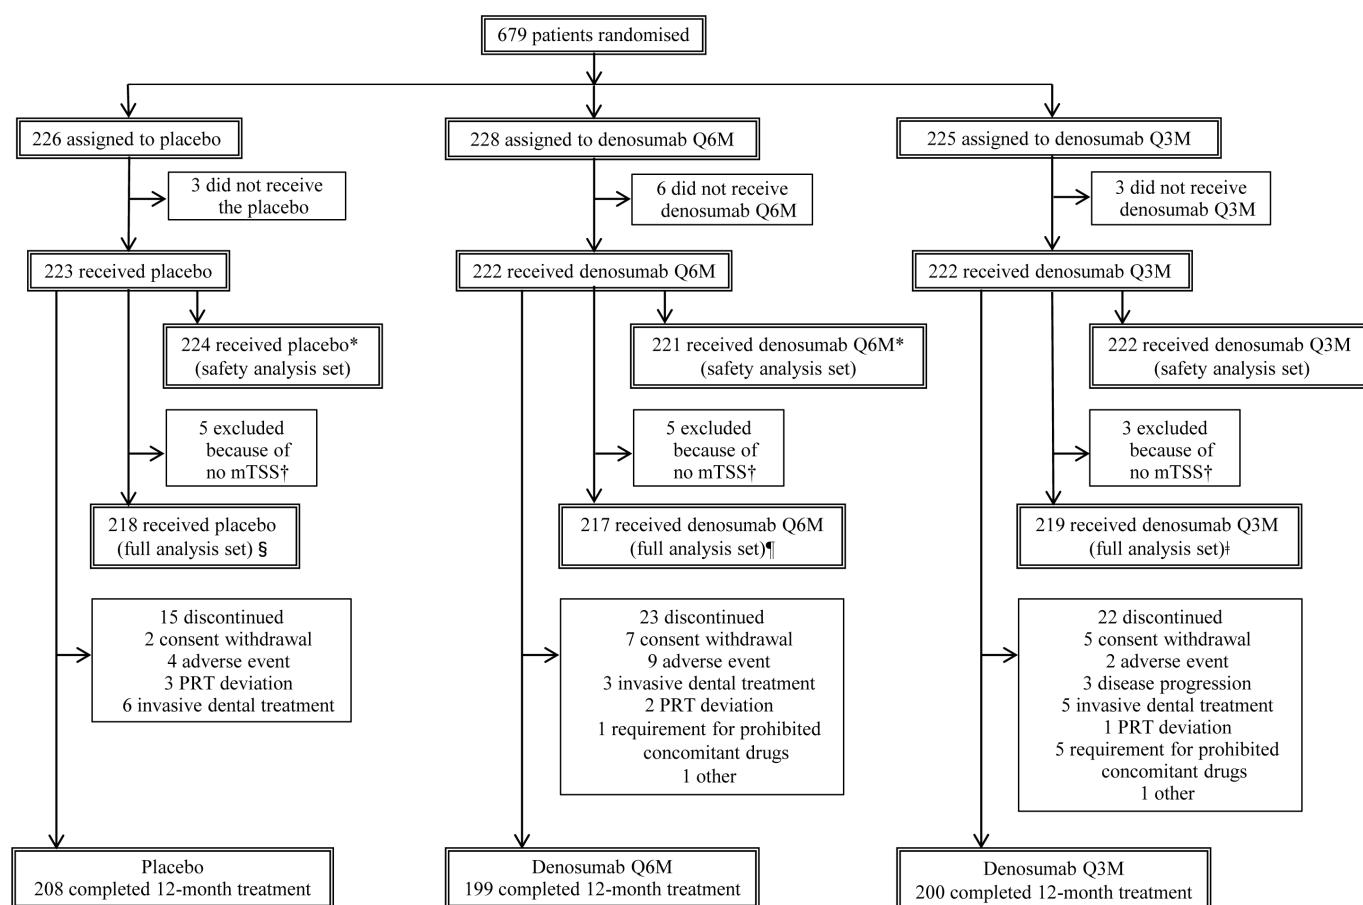 679 patients randomised
226 assigned to placebo
228 assigned to denosumab Q6M
225 assigned to denosumab Q3M
3 did not receive
the placebo
6 did not receive
denosumab Q6M
3 did not receive
denosumab Q3M
223 received placebo
222 received denosumab Q6M
222 received denosumab Q3M
224 received placebo*
(safety analysis set)
221 received denosumab Q6M*
(safety analysis set)
222 received denosumab Q3M
(safety analysis set)
5 excluded
because of
no mTSS†
5 excluded
because of
no mTSS†
3 excluded
because of
no mTSS†
218 received placebo
(full analysis set) §
217 received denosumab Q6M
(full analysis set)¶
219 received denosumab Q3M
(full analysis set)‡
15 discontinued
2 consent withdrawal
4 adverse event
3 PRT deviation
6 invasive dental treatment
23 discontinued
7 consent withdrawal
9 adverse event
3 invasive dental treatment
2 PRT deviation
1 requirement for prohibited
concomitant drugs
1 other
22 discontinued
5 consent withdrawal
2 adverse event
3 disease progression
5 invasive dental treatment
1 PRT deviation
5 requirement for prohibited
concomitant drugs
1 other
Placebo
208 completed 12-month treatment
Denosumab Q6M
199 completed 12-month treatment
Denosumab Q3M
200 completed 12-month treatment